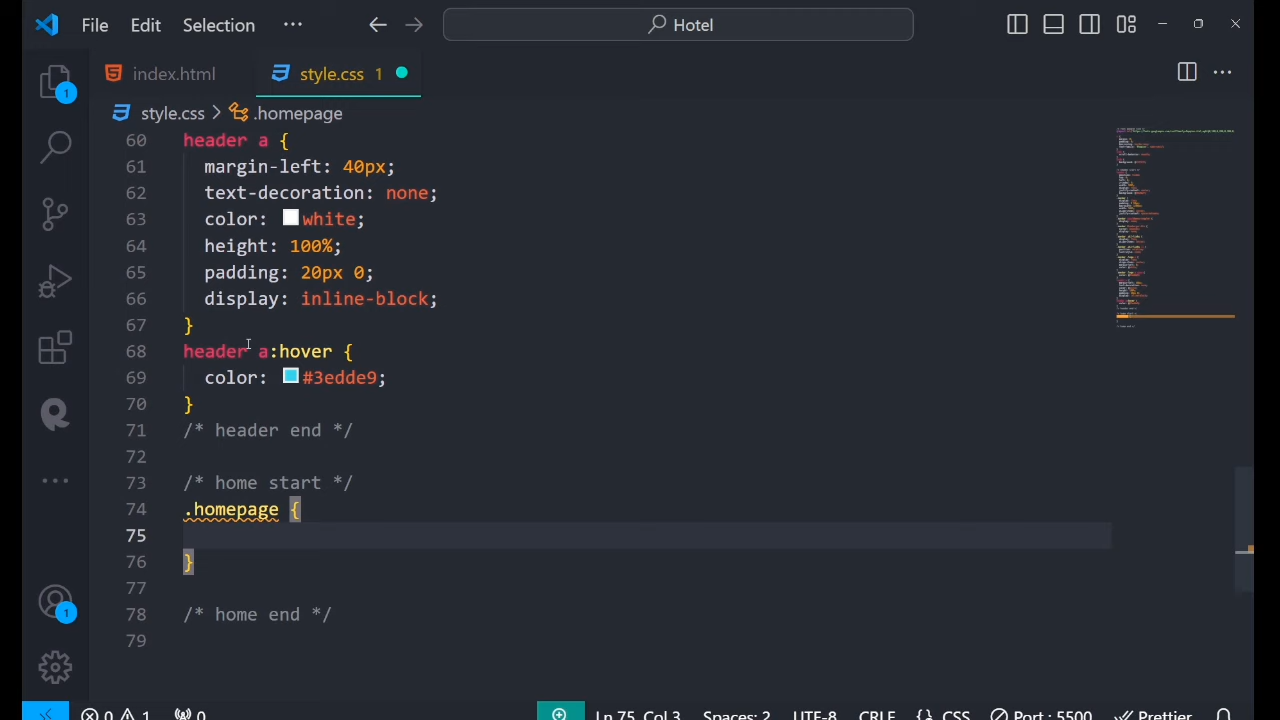 File Edit Selection ··· Hotel
index.html style.css 1
style.css > .homepage
60 header a {
61 margin-left: 40px;
62 text-decoration: none;
63 color: white;
64 height: 100%;
65 padding: 20px 0;
66 display: inline-block;
67 }
68 header a:hover {
69 color: #3edde9;
70 }
71 /* header end */
72
73 /* home start */
74 .homepage {
75
76 }
77
78 /* home end */
79
1
1
0 1 0 Ln 75, Col 3 Spaces: 2 UTF-8 CRLF {} CSS Port : 5500 Prettier